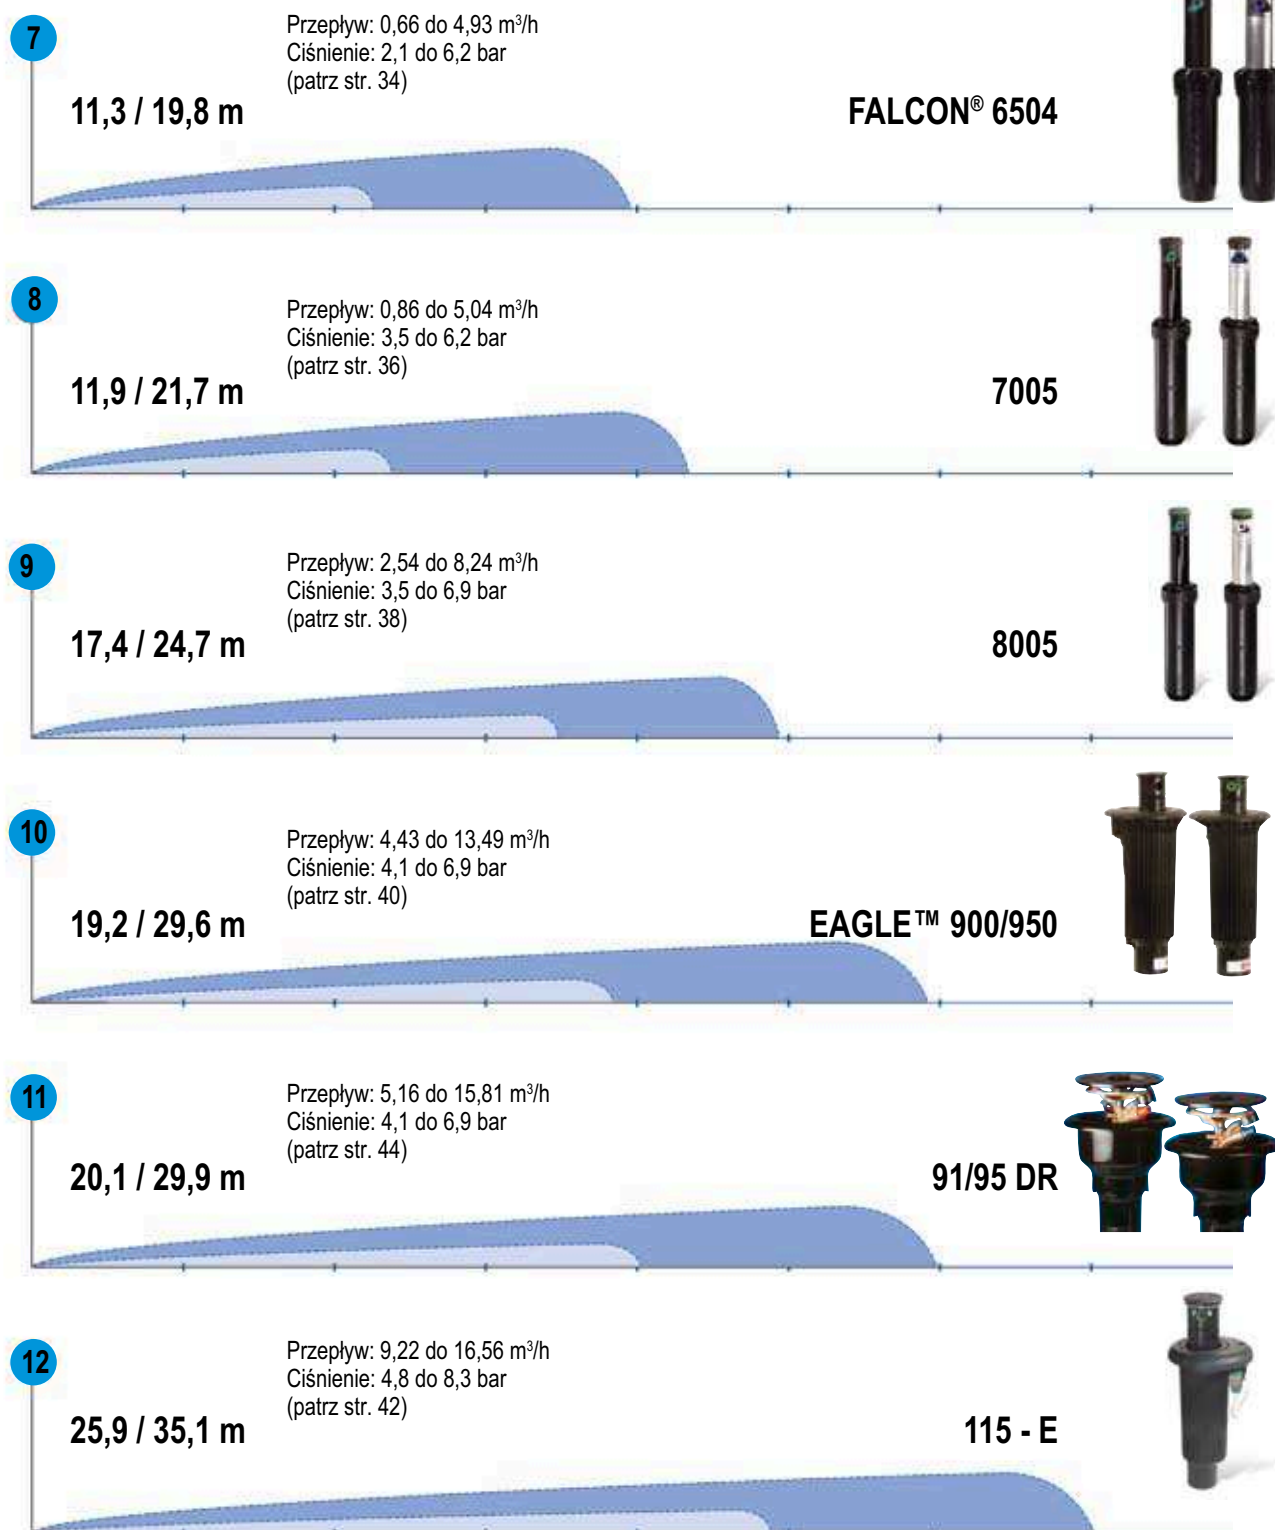 7
Przepływ: 0,66 do 4,93 m³/h
Ciśnienie: 2,1 do 6,2 bar
(patrz str. 34)
11,3 / 19,8 m
FALCON® 6504
8
Przepływ: 0,86 do 5,04 m³/h
Ciśnienie: 3,5 do 6,2 bar
(patrz str. 36)
11,9 / 21,7 m
7005
9
Przepływ: 2,54 do 8,24 m³/h
Ciśnienie: 3,5 do 6,9 bar
(patrz str. 38)
17,4 / 24,7 m
8005
10
Przepływ: 4,43 do 13,49 m³/h
Ciśnienie: 4,1 do 6,9 bar
(patrz str. 40)
19,2 / 29,6 m
EAGLE™ 900/950
11
Przepływ: 5,16 do 15,81 m³/h
Ciśnienie: 4,1 do 6,9 bar
(patrz str. 44)
20,1 / 29,9 m
91/95 DR
12
Przepływ: 9,22 do 16,56 m³/h
Ciśnienie: 4,8 do 8,3 bar
(patrz str. 42)
25,9 / 35,1 m
115 - E